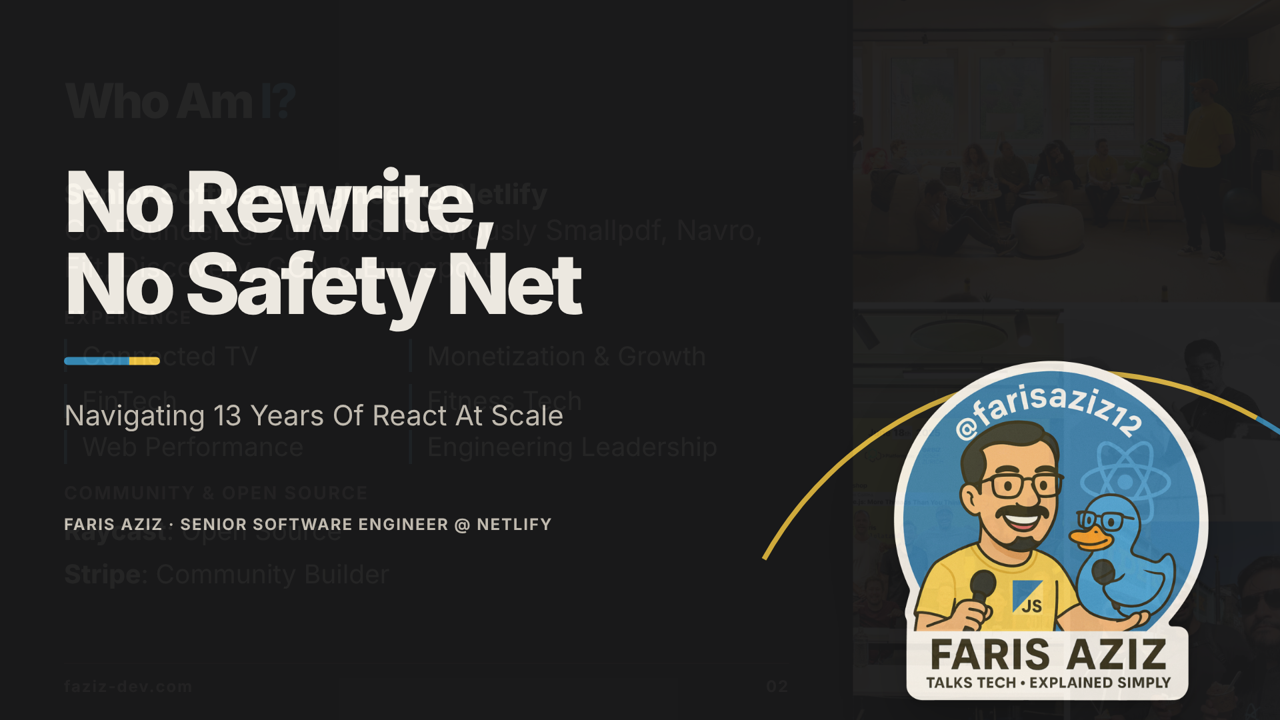 Who Am I?
No Rewrite,
No Safety Net
EXPERIENCE
Connected TV
Monetization & Growth
FinTech
Fitness Tech
Navigating 13 Years Of React At Scale
Web Performance
Engineering Leadership
COMMUNITY & OPEN SOURCE
FARIS AZIZ · SENIOR SOFTWARE ENGINEER @ NETLIFY
Raycast: Open Source
Stripe: Community Builder
faziz-dev.com
02
@farisaziz12
JS
FARIS AZIZ
TALKS TECH • EXPLAINED SIMPLY